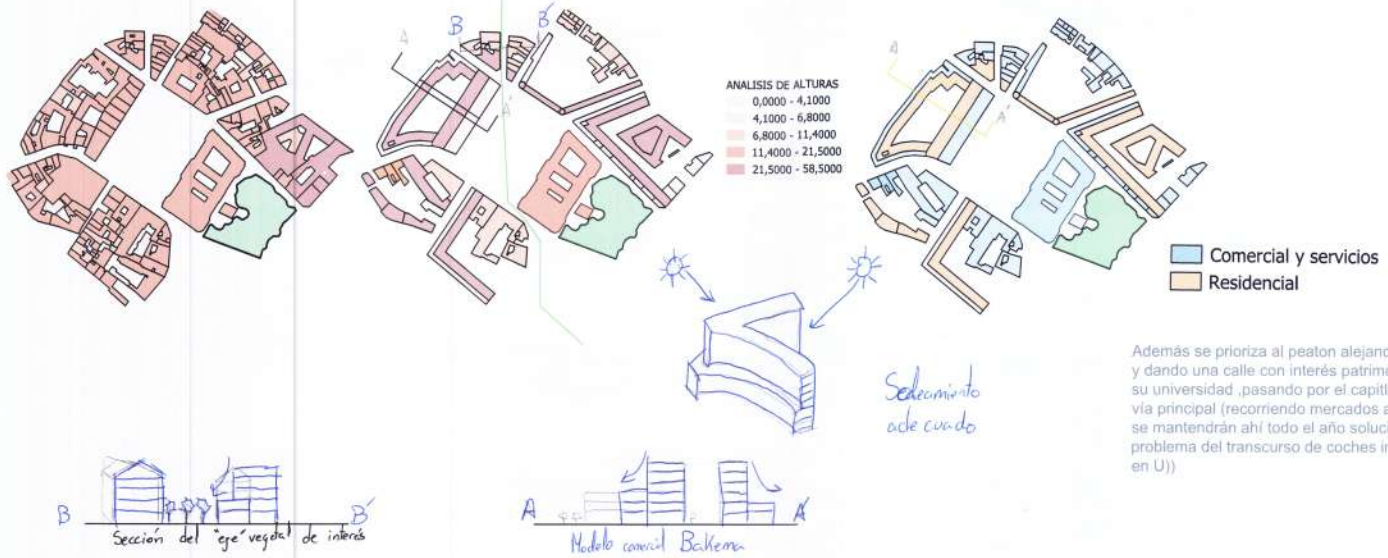 B
B'
A
A'
ANALISIS DE ALTURAS
0,0000 - 4,1000
4,1000 - 6,8000
6,8000 - 11,4000
11,4000 - 21,5000
21,5000 - 58,5000
A
A'
Comercial y servicios
Residencial
Además se prioriza al peaton alejand
y dando una calle con interés patrim
su universidad ,pasando por el capitl
vía principal (recorriendo mercados a
se mantendrán ahí todo el año soluci
problema del transcurso de coches i
en U))
adecuado
B
B'
Sección del "eje" vegetal de interés
A
A'
Modelo comercial Bakema